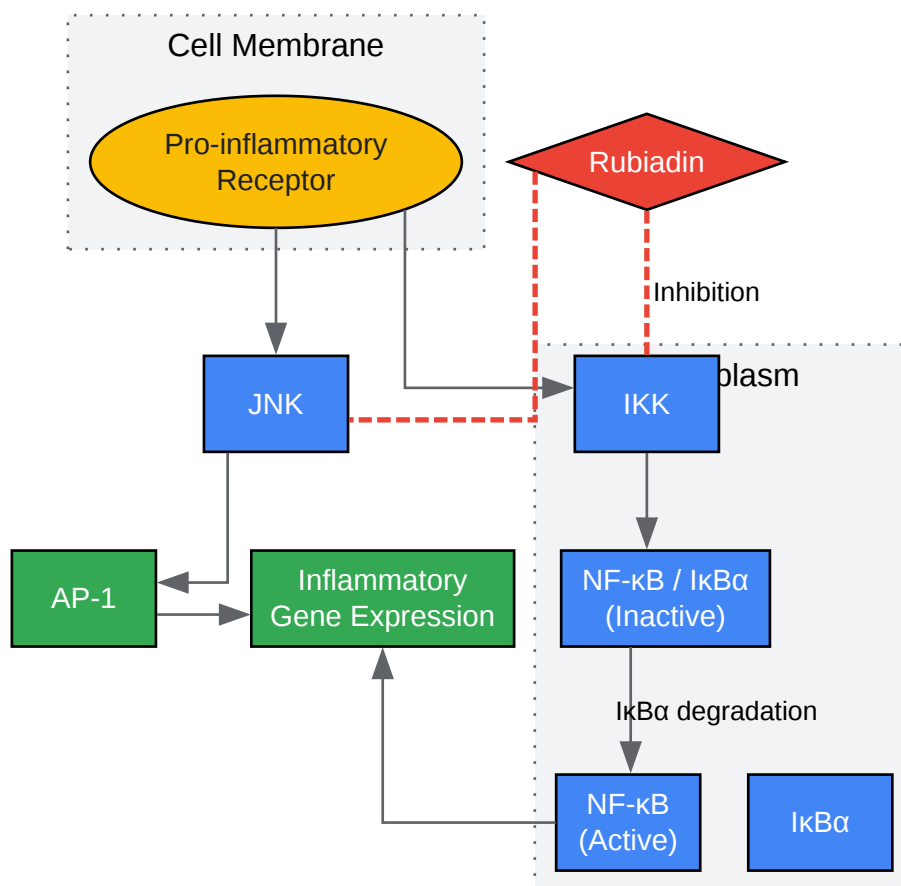 Cell Membrane
Pro-inflammatory
Receptor
Rubiadin
Inhibition
plasm
JNK
IKK
AP-1
Inflammatory
Gene Expression
NF-κB / IκBα
(Inactive)
IκBα degradation
NF-κB
(Active)
IκBα